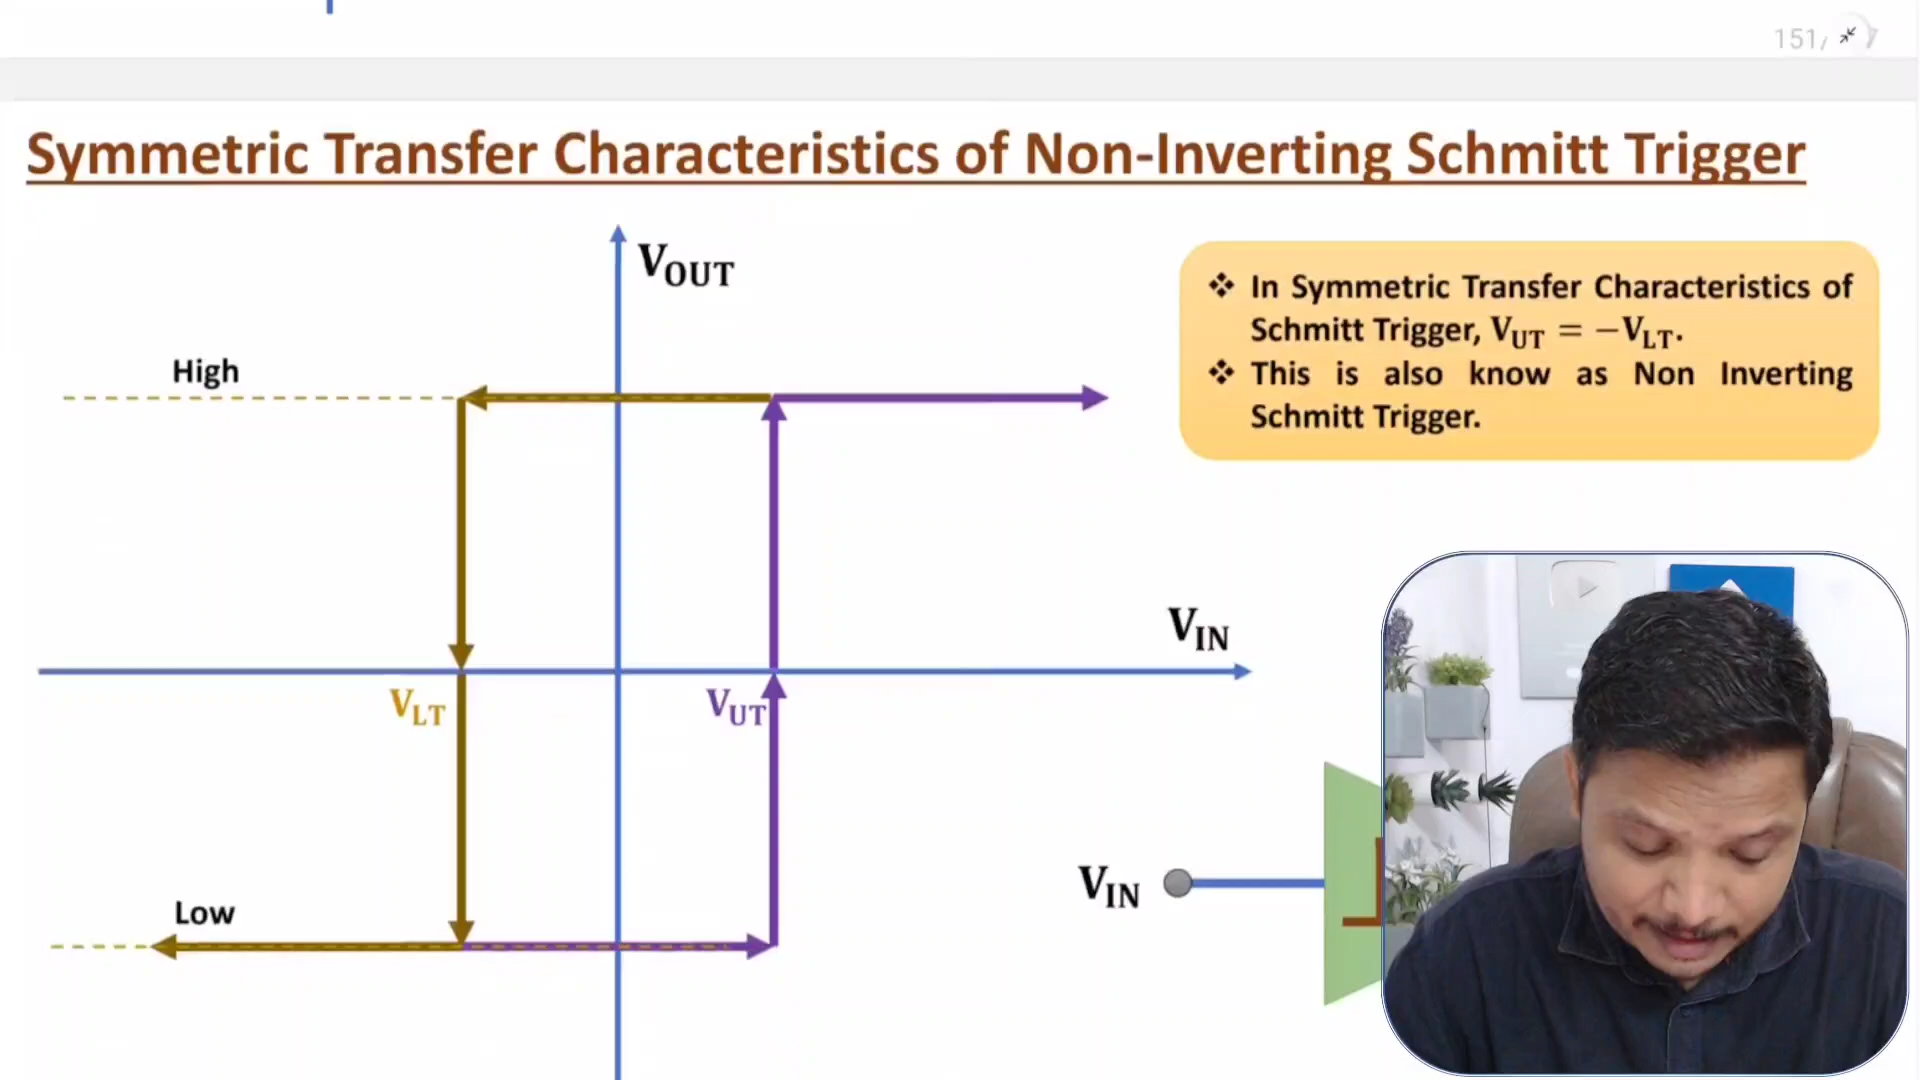 151/
Symmetric Transfer Characteristics of Non-Inverting Schmitt Trigger
VOUT
❖ In Symmetric Transfer Characteristics of
Schmitt Trigger, VUT = −VLT.
❖ This is also know as Non Inverting
Schmitt Trigger.
High
VIN
VLT
VUT
VIN
Low